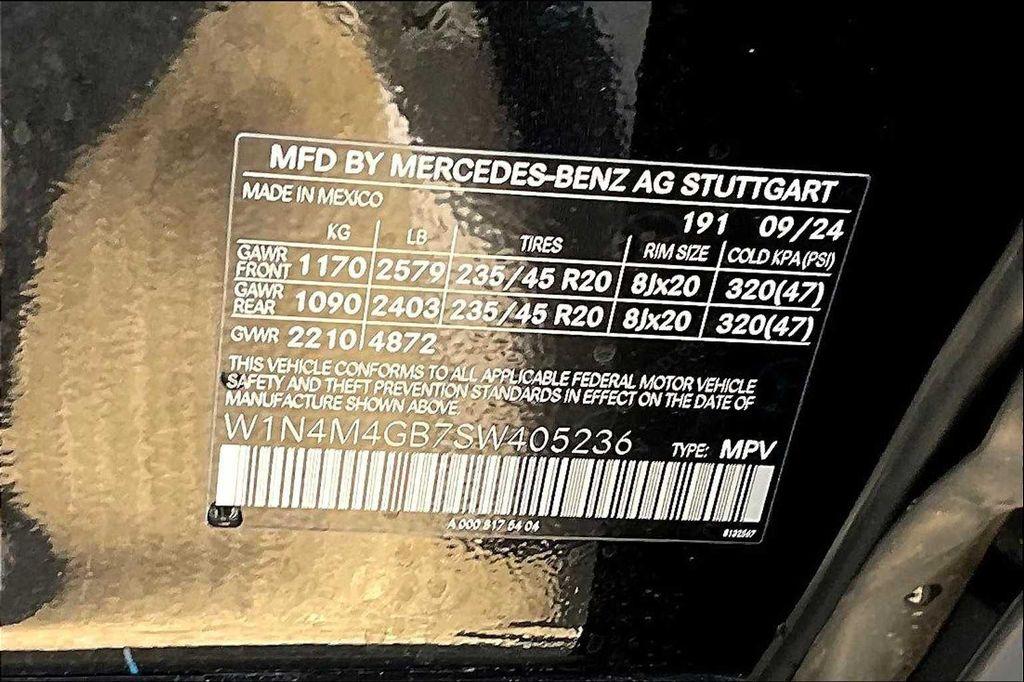 MFD BY MERCEDES-BENZ AG STUTTGART
MADE IN MEXICO 191 09/24
KG LB TIRES RIM SIZE COLD KPA (PSI)
GAWR FRONT 1170 2579 235/45 R20 8Jx20 320(47)
GAWR REAR 1090 2403 235/45 R20 8Jx20 320(47)
GVWR 2210 4872
THIS VEHICLE CONFORMS TO ALL APPLICABLE FEDERAL MOTOR VEHICLE
SAFETY AND THEFT PREVENTION STANDARDS IN EFFECT ON THE DATE OF
MANUFACTURE SHOWN ABOVE.
W1N4M4GB7SW405236 TYPE: MPV
A 000 817 54 04